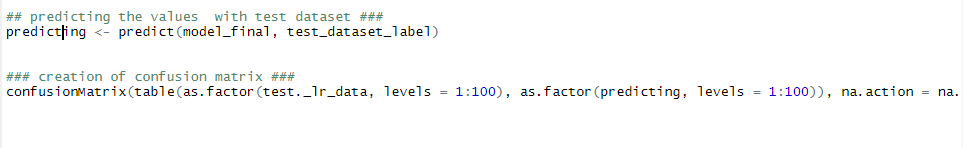 ## predicting the values  with test dataset ###
predicting <- predict(model_final, test_dataset_label)
### creation of confusion matrix ###
confusionMatrix(table(as.factor(test._lr_data, levels = 1:100), as.factor(predicting, levels = 1:100)), na.action = na.